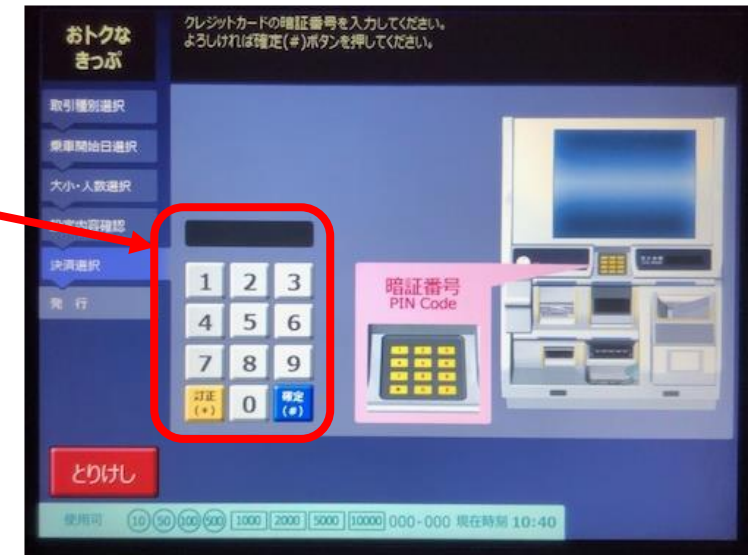 おトクな
きっぷ
クレジットカードの暗証番号を入力してください。
よろしければ確定(#)ボタンを押してください。
取引種別選択
乗車開始日選択
大小・人数選択
設定内容確認
決済選択
発 行
1 2 3
4 5 6
7 8 9
訂正
(*)
0
確定
(#)
暗証番号
PIN Code
とりけし
使用可 10 50 100 500 1000 2000 5000 10000 000-000 現在時刻 10:40